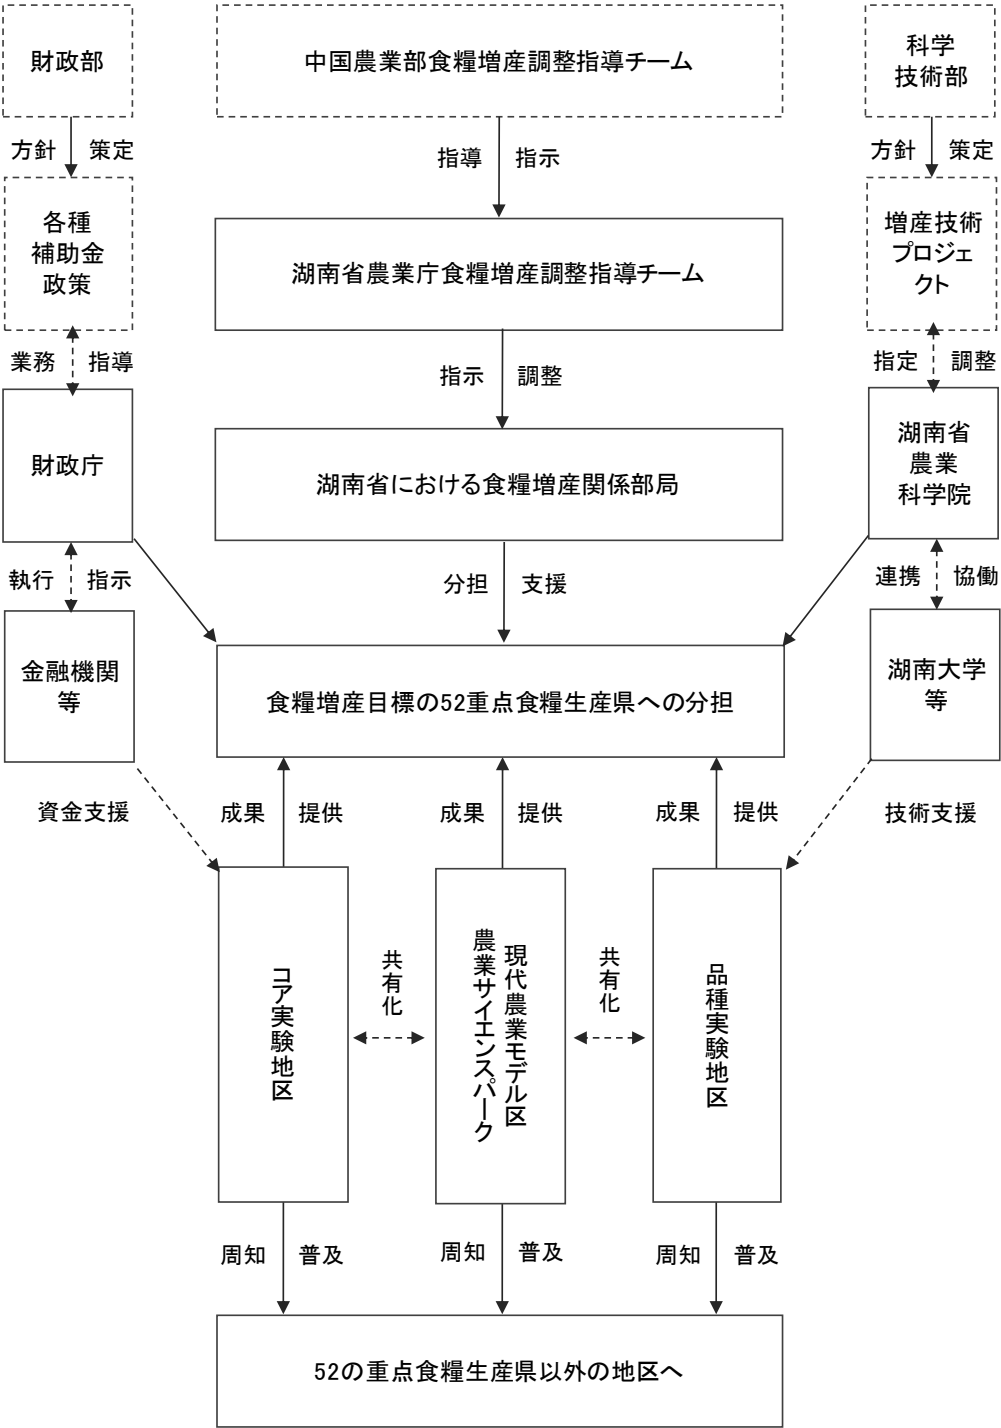 財政部
中国農業部食糧増産調整指導チーム
科学
技術部
方針 策定
指導 指示
方針 策定
各種
補助金
政策
湖南省農業庁食糧増産調整指導チーム
増産技術
プロジェ
クト
業務 指導
指示 調整
指定 調整
財政庁
湖南省における食糧増産関係部局
湖南省
農業
科学院
執行 指示
分担 支援
連携 協働
金融機関
等
食糧増産目標の52重点食糧生産県への分担
湖南大学
等
資金支援
成果 提供
成果 提供
成果 提供
技術支援
コア実験地区
共有化
現代農業モデル区
農業サイエンスパーク
共有化
品種実験地区
周知 普及
周知 普及
周知 普及
52の重点食糧生産県以外の地区へ